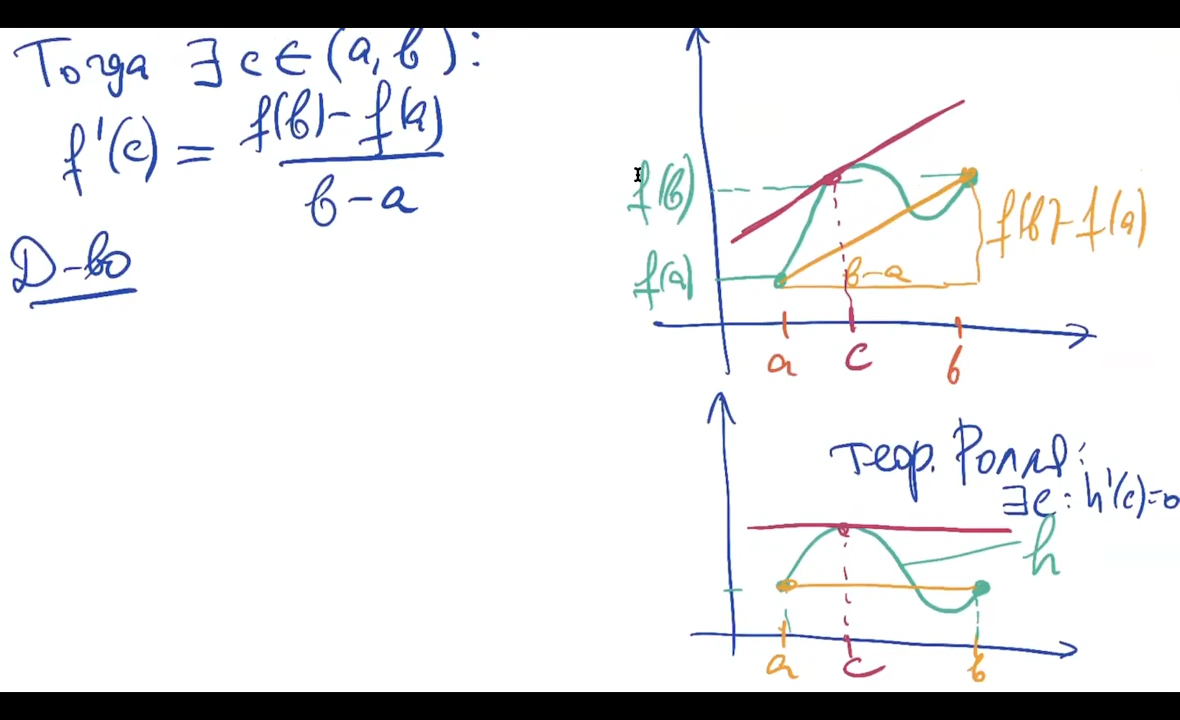 Тогда ∃ c ∈ (a, b):
f'(c) = (f(b) - f(a)) / (b - a)
Д-во
f(b)
f(a)
b-a
f(b)-f(a)
a
c
b
теор. Ролля:
∃c: h'(c)=0
h
a
c
b